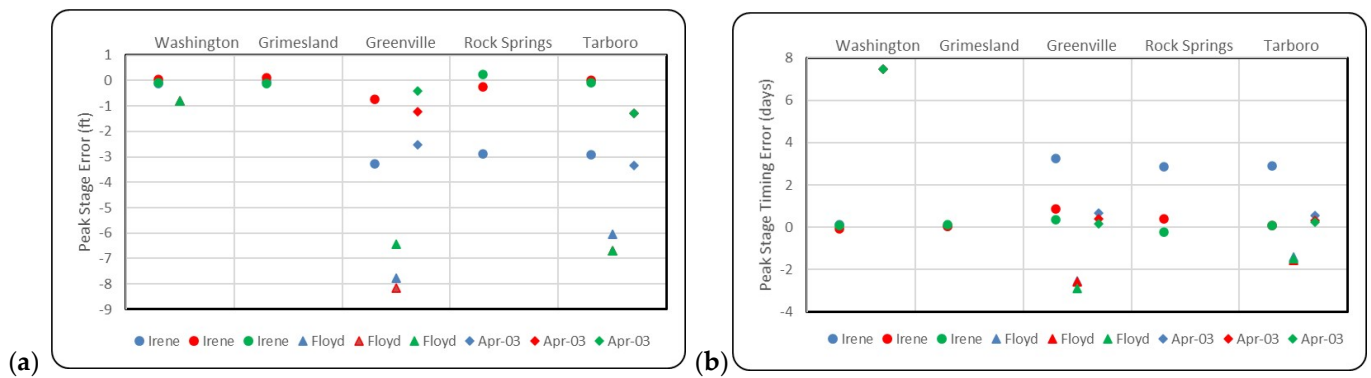 Washington Grimesland Greenville Rock Springs Tarboro
1
0
-1
-2
-3
-4
-5
-6
-7
-8
-9
Peak Stage Error (ft)
Irene Irene Irene Floyd Floyd Floyd Apr-03 Apr-03 Apr-03
(a)
Washington Grimesland Greenville Rock Springs Tarboro
8
6
4
2
0
-2
-4
Peak Stage Timing Error (days)
Irene Irene Irene Floyd Floyd Floyd Apr-03 Apr-03 Apr-03
(b)